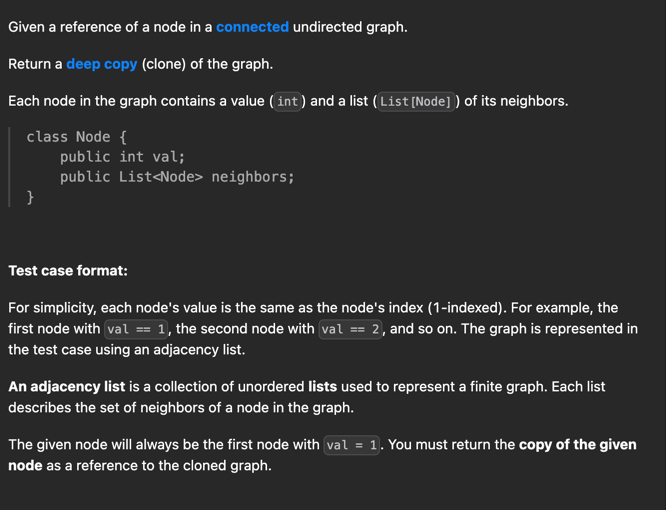 Given a reference of a node in a connected undirected graph.
Return a deep copy (clone) of the graph.
Each node in the graph contains a value (int) and a list (List[Node]) of its neighbors.
class Node {
    public int val;
    public List<Node> neighbors;
}
Test case format:
For simplicity, each node's value is the same as the node's index (1-indexed). For example, the
first node with val == 1, the second node with val == 2, and so on. The graph is represented in
the test case using an adjacency list.
An adjacency list is a collection of unordered lists used to represent a finite graph. Each list
describes the set of neighbors of a node in the graph.
The given node will always be the first node with val = 1. You must return the copy of the given
node as a reference to the cloned graph.